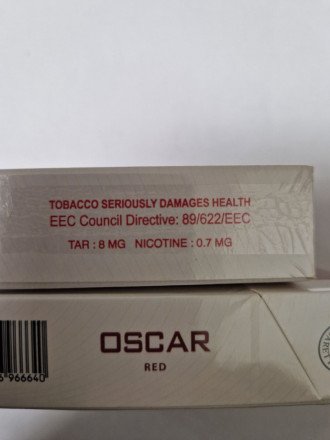 TOBACCO SERIOUSLY DAMAGES HEALTH
EEC Council Directive: 89/622/EEC
TAR : 8 MG NICOTINE : 0.7 MG
OSCAR
RED
966640